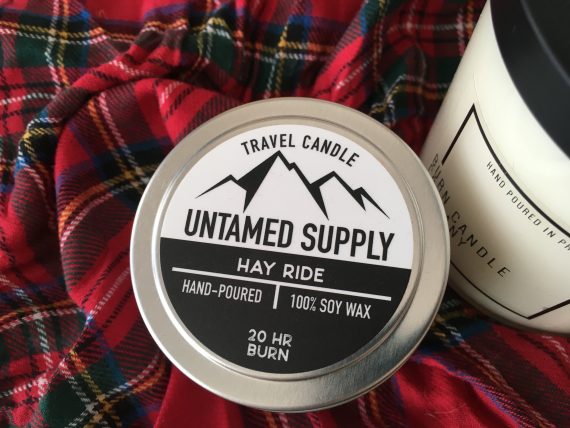 TRAVEL CANDLE
UNTAMED SUPPLY
HAY RIDE
HAND-POURED
100% SOY WAX
20 HR
BURN
BURN CANDLE
HAND POURED IN